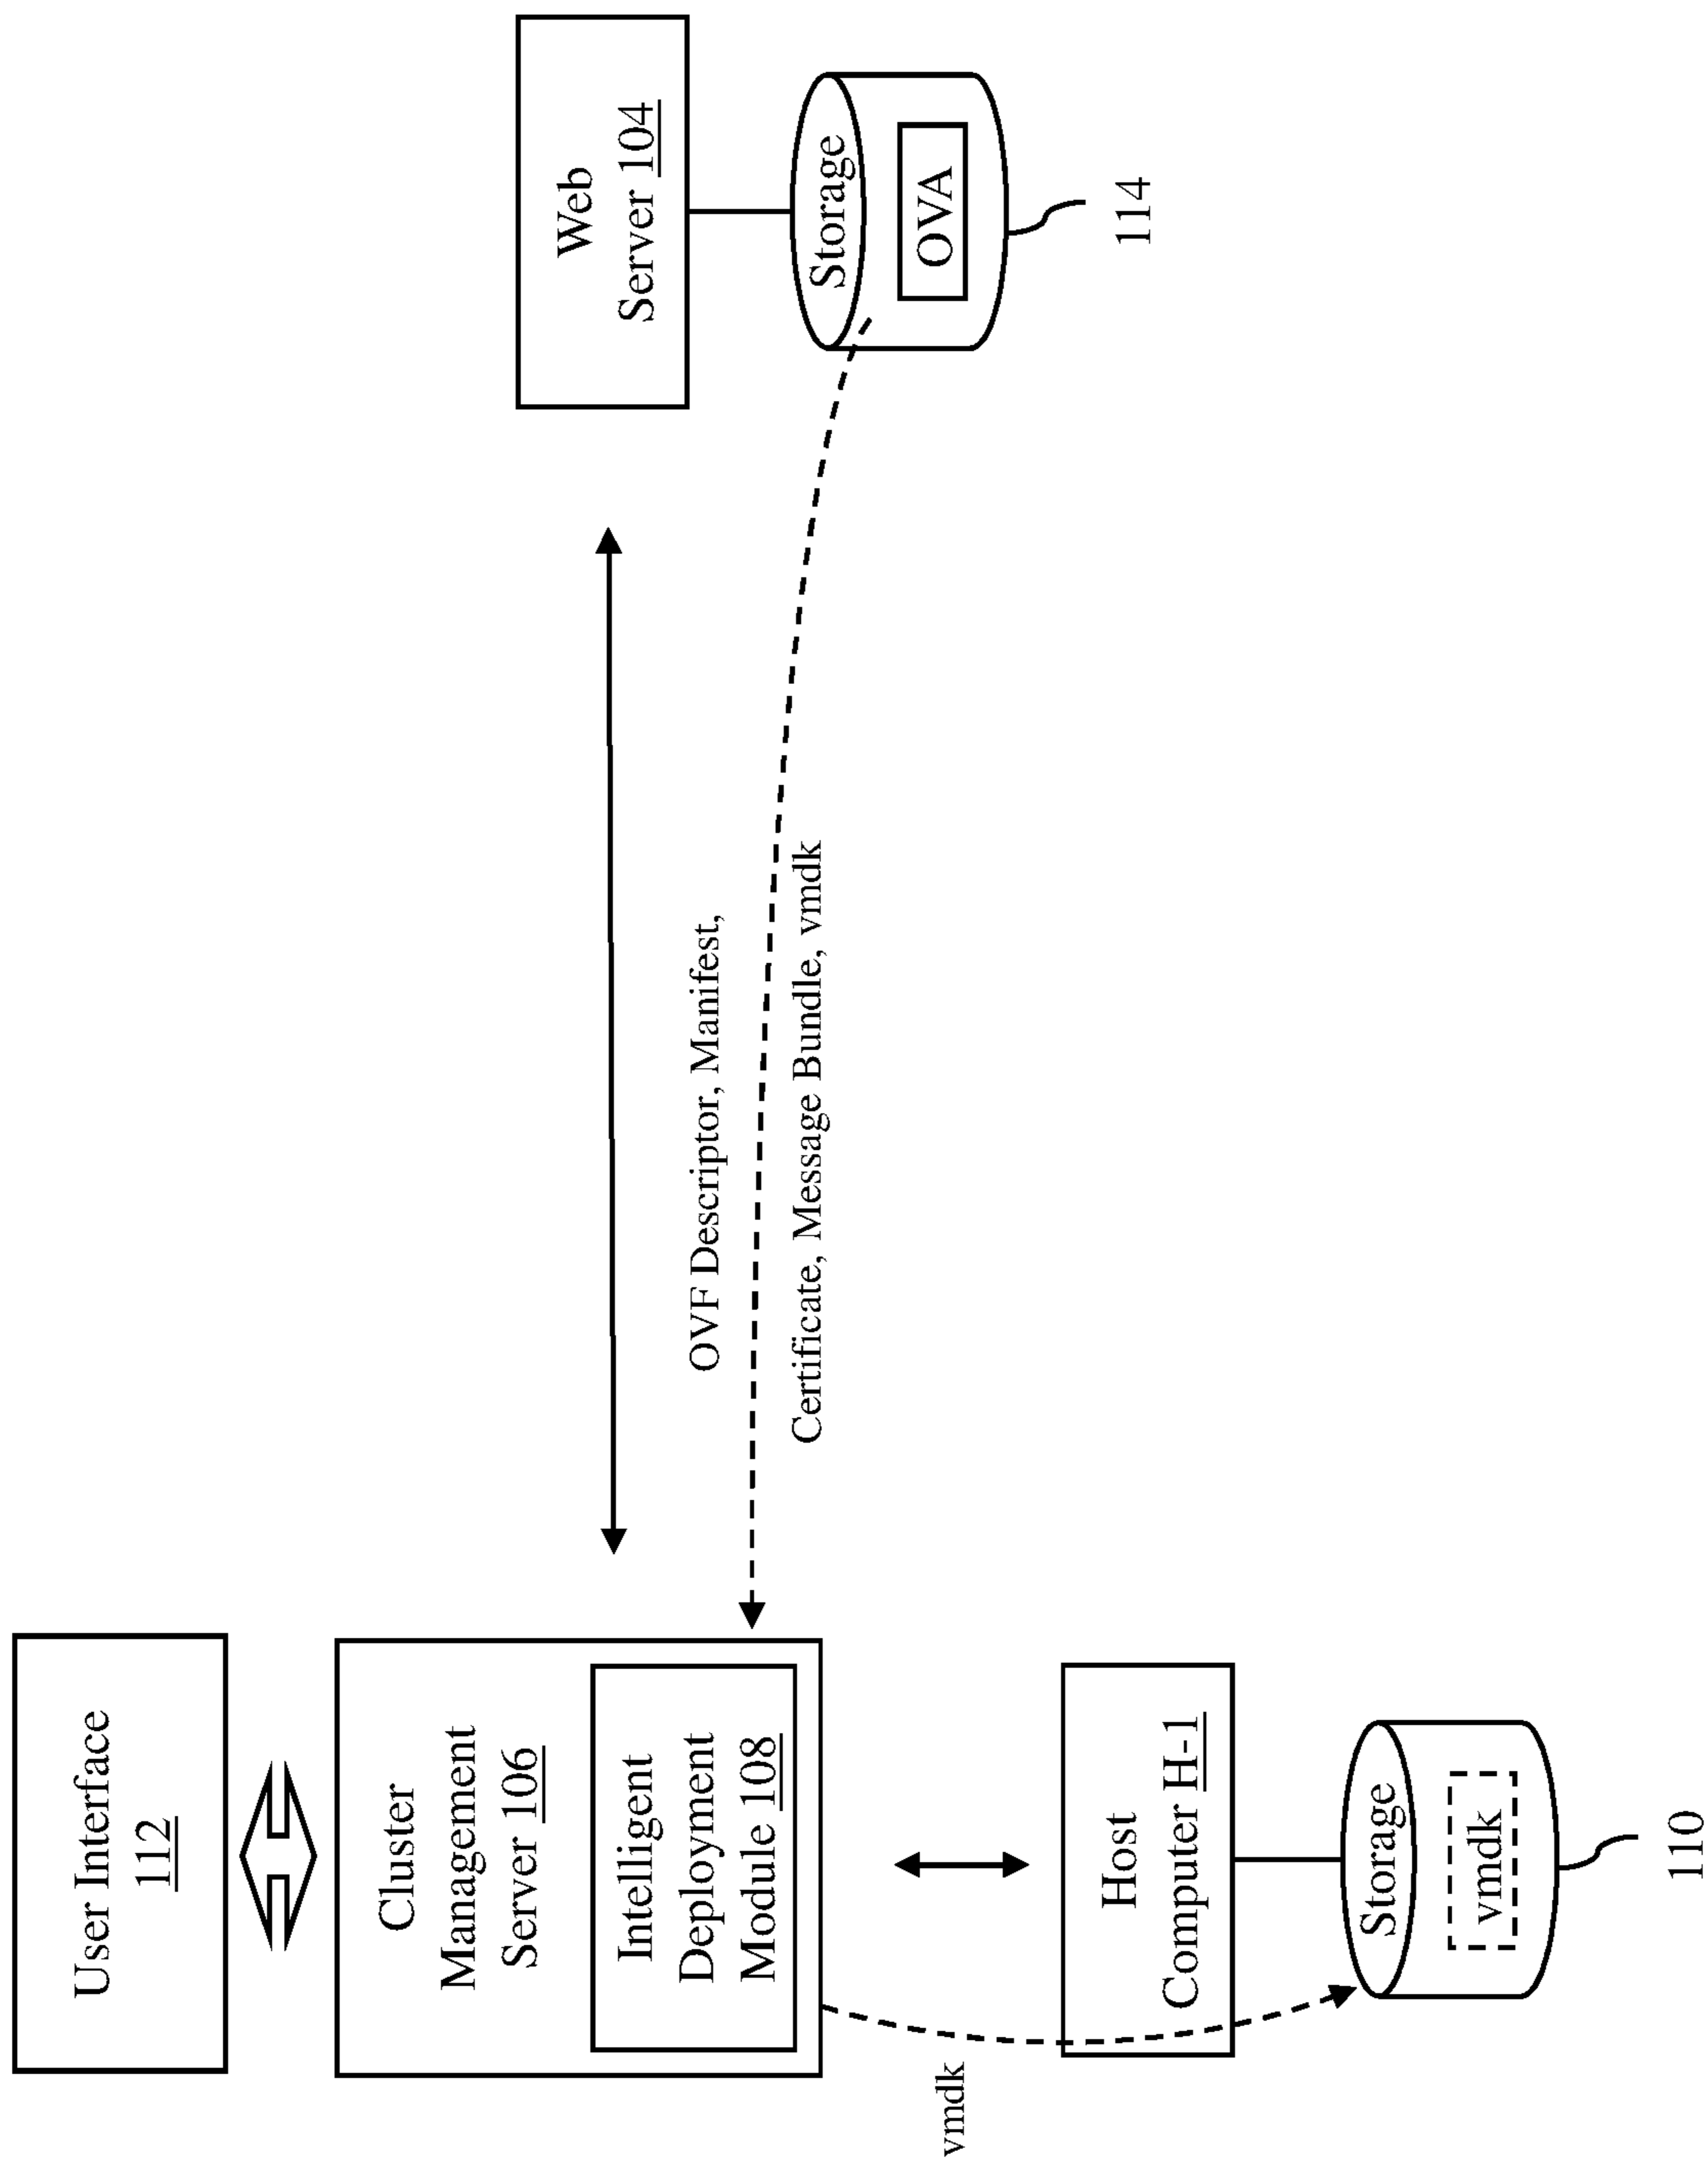 User Interface
112
Cluster
Management
Server 106
Intelligent
Deployment
Module 108
vmdk
Host
Computer H-1
Storage
vmdk
110
OVF Descriptor, Manifest,
Certificate, Message Bundle, vmdk
Web
Server 104
Storage
OVA
114